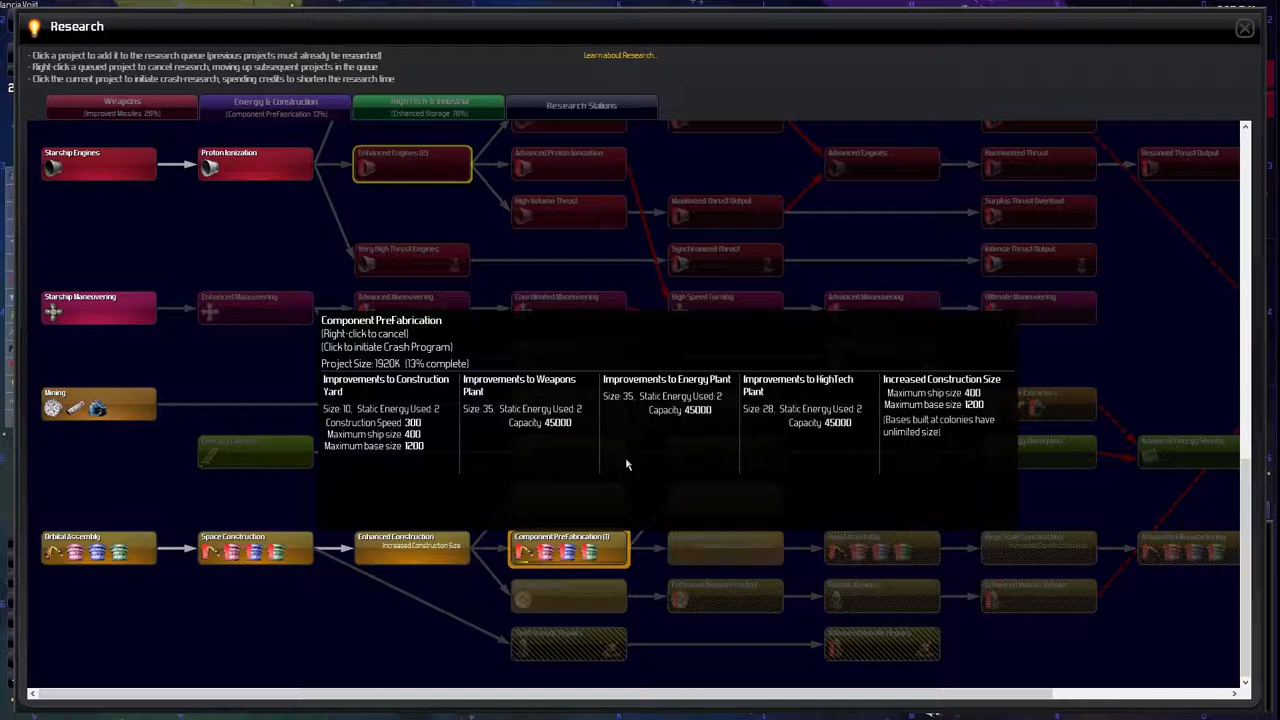 Research
- Click a project to add it to the research queue (previous projects must already be researched)
- Right-click a queued project to cancel research, moving up subsequent projects in the queue
- Click the current project to initiate crash-research, spending credits to shorten the research time
Learn about Research...
Weapons
(Improved Missiles 26%)
Energy & Construction
(Component PreFabrication 13%)
HighTech & Industrial
(Enhanced Storage 76%)
Research Stations
Starship Engines
Proton Ionization
Enhanced Engines (2)
Advanced Proton Ionization
Advanced Engines
Harmonized Thrust
Resonant Thrust Output
High Volume Thrust
Maximized Thrust Output
Surplus Thrust Overload
Very High Thrust Engines
Synchronized Thrust
Intense Thrust Output
Starship Maneuvering
Enhanced Maneuvering
Advanced Maneuvering
Coordinated Maneuvering
High Speed Turning
Advanced Maneuvering
Ultimate Maneuvering
Component PreFabrication
(Right-click to cancel)
(Click to initiate Crash Program)
Project Size: 1920K (13% complete)
Improvements to Construction Yard
Size: 10, Static Energy Used: 2
Construction Speed 300
Maximum ship size 400
Maximum base size 1200
Improvements to Weapons Plant
Size: 35, Static Energy Used: 2
Capacity 45000
Improvements to Energy Plant
Size: 35, Static Energy Used: 2
Capacity 45000
Improvements to HighTech Plant
Size: 28, Static Energy Used: 2
Capacity 45000
Increased Construction Size
Maximum ship size 400
Maximum base size 1200
(Bases built at colonies have unlimited size)
Mining
Orbital Assembly
Space Construction
Enhanced Construction
Increased Construction Size
Component PreFabrication (1)
Advanced Robotic Repairs